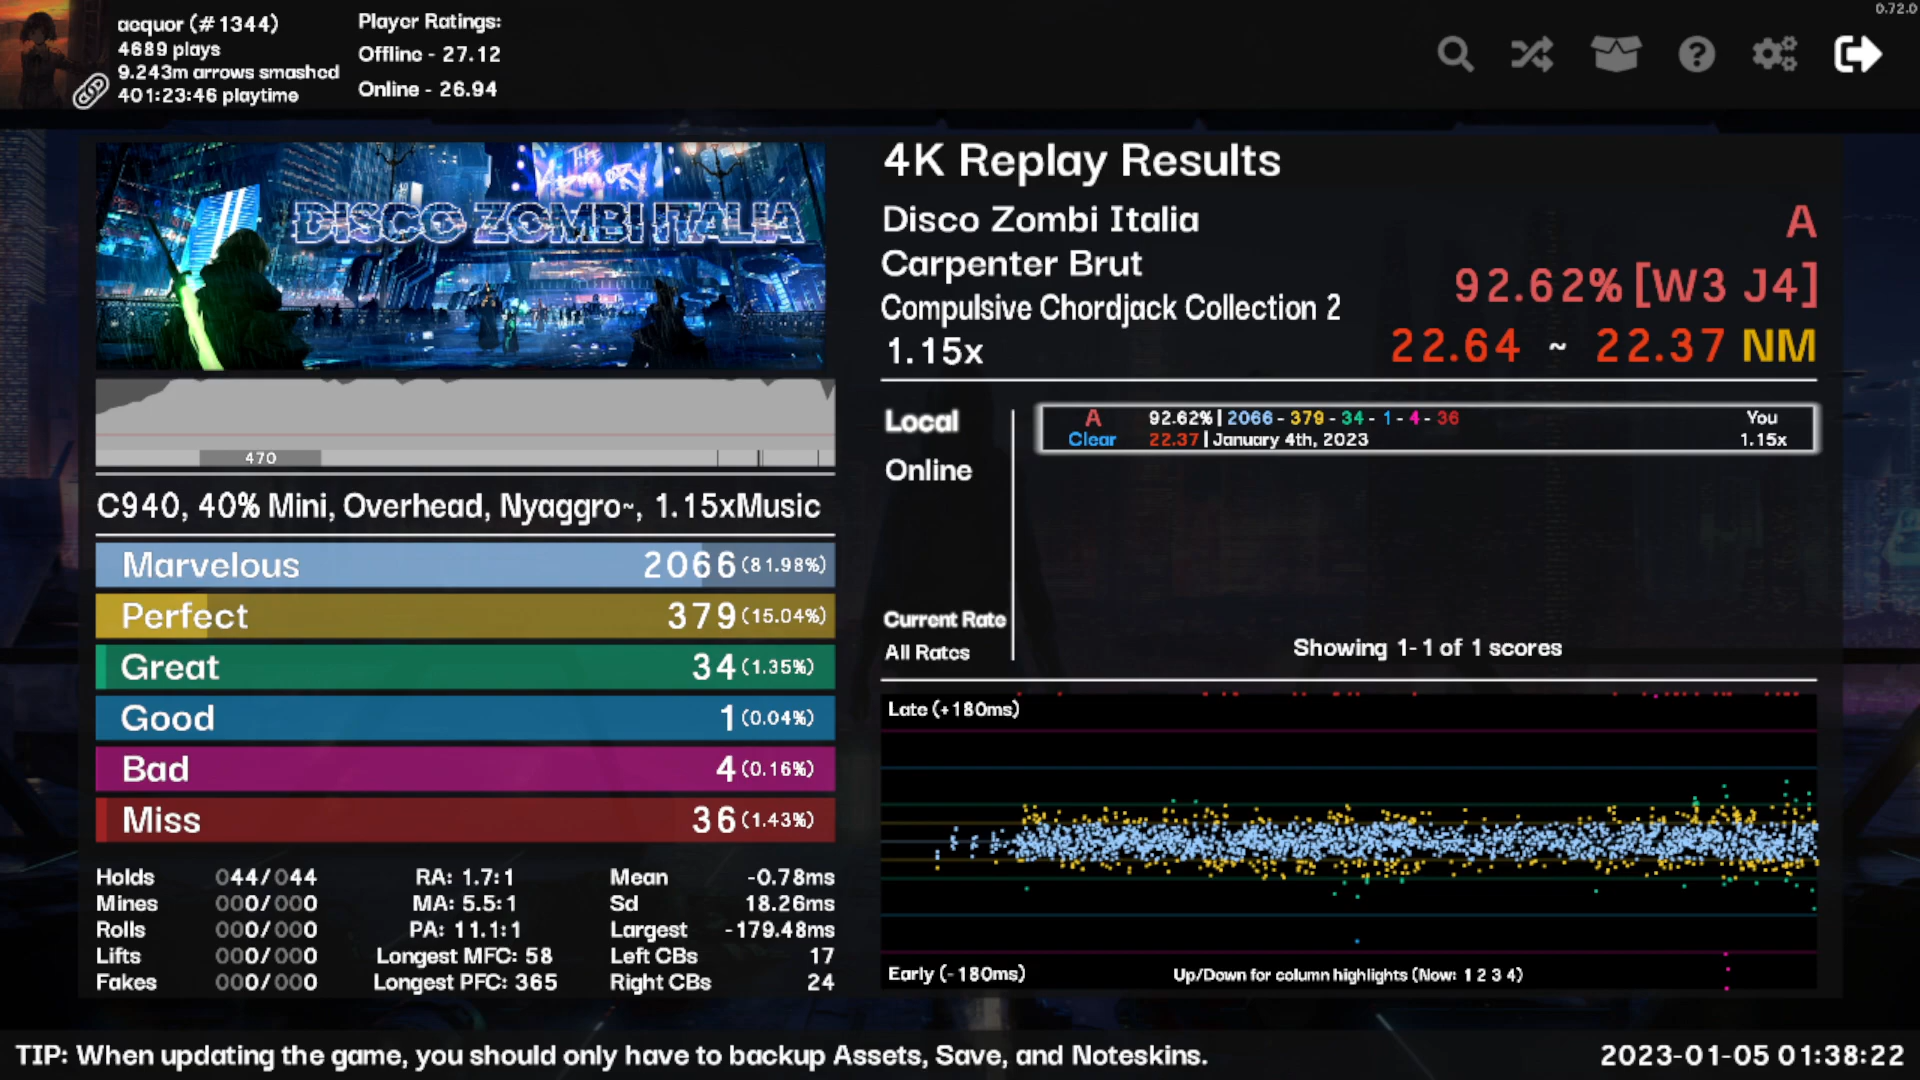 acquor (#1344)
4689 plays
9.243m arrows smashed
401:23:46 playtime
Player Ratings:
Offline - 27.12
Online - 26.94
0.72.0
THE
ARMORY
DISCO ZOMBI ITALIA
4K Replay Results
Disco Zombi Italia
A
Carpenter Brut
92.62% [W3 J4]
Compulsive Chordjack Collection 2
1.15x
22.64 ~ 22.37 NM
470
C940, 40% Mini, Overhead, Nyaggro~, 1.15xMusic
Marvelous 2066 (81.98%)
Perfect 379 (15.04%)
Great 34 (1.35%)
Good 1 (0.04%)
Bad 4 (0.16%)
Miss 36 (1.43%)
Holds 044/044
Mines 000/000
Rolls 000/000
Lifts 000/000
Fakes 000/000
RA: 1.7:1
MA: 5.5:1
PA: 11.1:1
Longest MFC: 58
Longest PFC: 365
Mean -0.78ms
Sd 18.26ms
Largest -179.48ms
Left CBs 17
Right CBs 24
Local
Online
Current Rate
All Rates
A 92.62% | 2066 - 379 - 34 - 1 - 4 - 36 You
Clear 22.37 | January 4th, 2023 1.15x
Showing 1-1 of 1 scores
Late (+180ms)
Early (-180ms)
Up/Down for column highlights (Now: 1 2 3 4)
TIP: When updating the game, you should only have to backup Assets, Save, and Noteskins.
2023-01-05 01:38:22